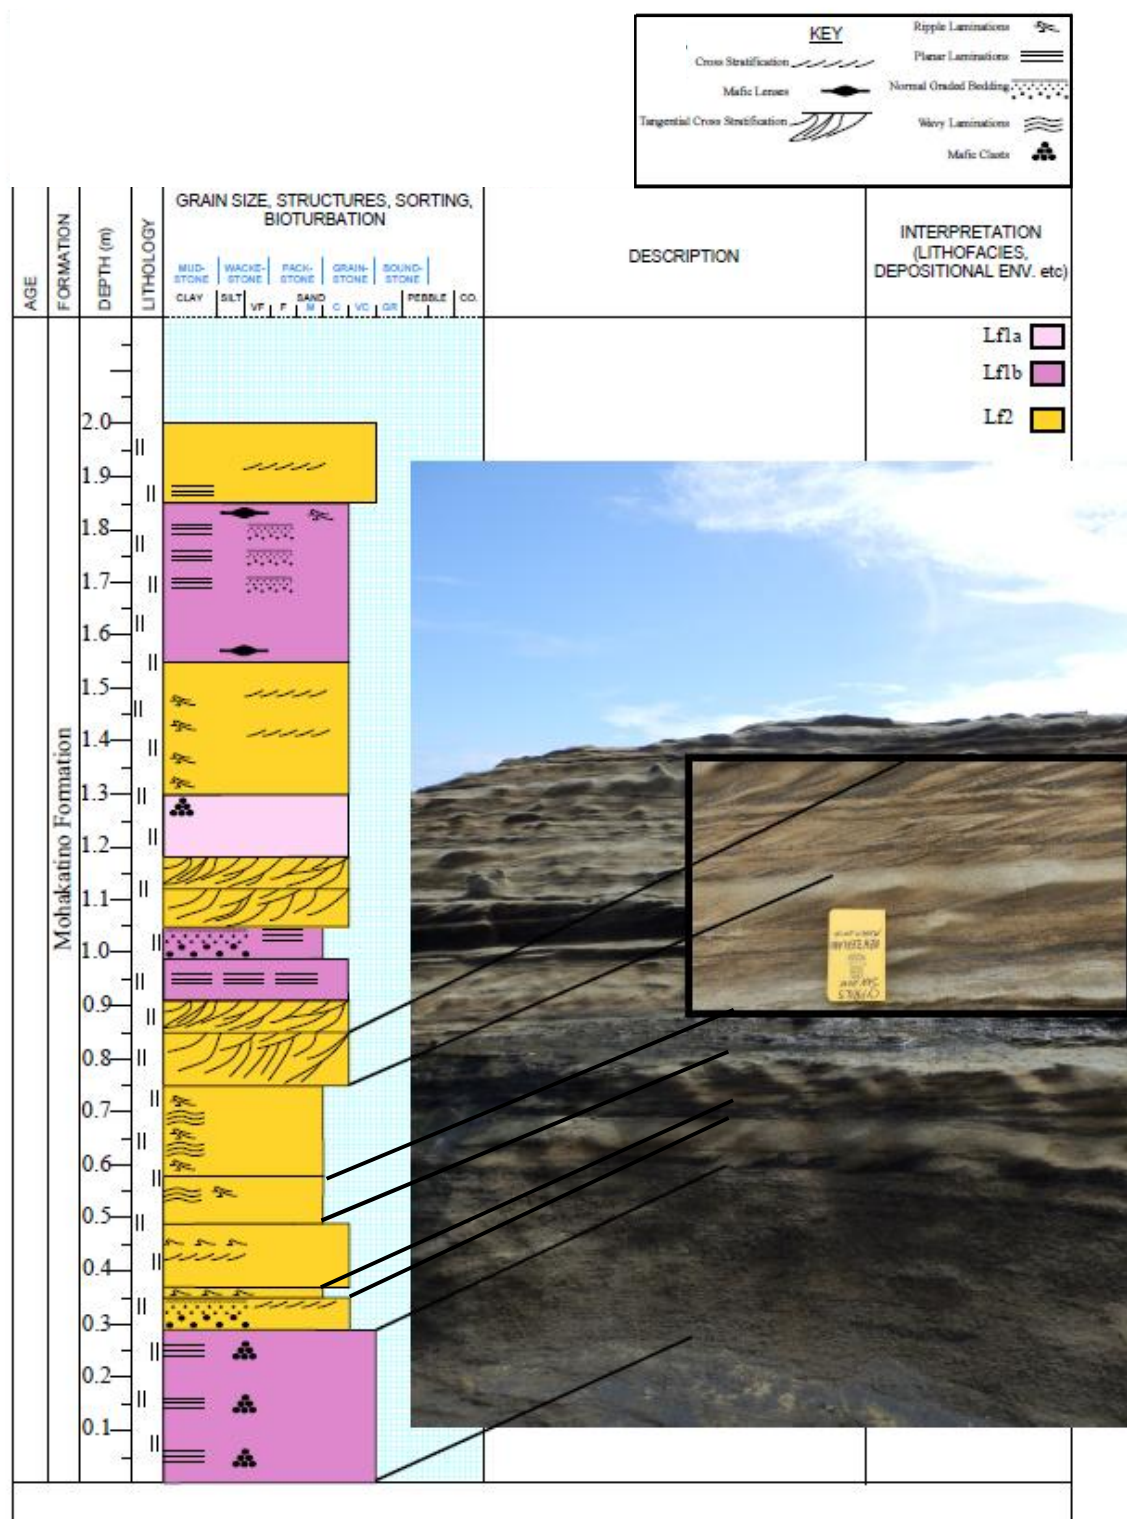 KEY
Cross Stratification
Mafic Lenses
Tangential Cross Stratification
Ripple Laminations
Planar Laminations
Normal Graded Bedding
Wavy Laminations
Mafic Clasts
AGE
FORMATION
DEPTH (m)
LITHOLOGY
GRAIN SIZE, STRUCTURES, SORTING,
BIOTURBATION
MUD-
STONE
WACKE-
STONE
PACK-
STONE
GRAIN-
STONE
BOUND-
STONE
CLAY
SILT
SAND
VF
F
M
C
VC
GR
PEBBLE
CO.
DESCRIPTION
INTERPRETATION
(LITHOFACIES,
DEPOSITIONAL ENV. etc)
Lf1a
Lf1b
Lf2
2.0
1.9
1.8
1.7
1.6
1.5
1.4
1.3
1.2
1.1
1.0
0.9
0.8
0.7
0.6
0.5
0.4
0.3
0.2
0.1
Mohakatino Formation
NEW ZEALAND